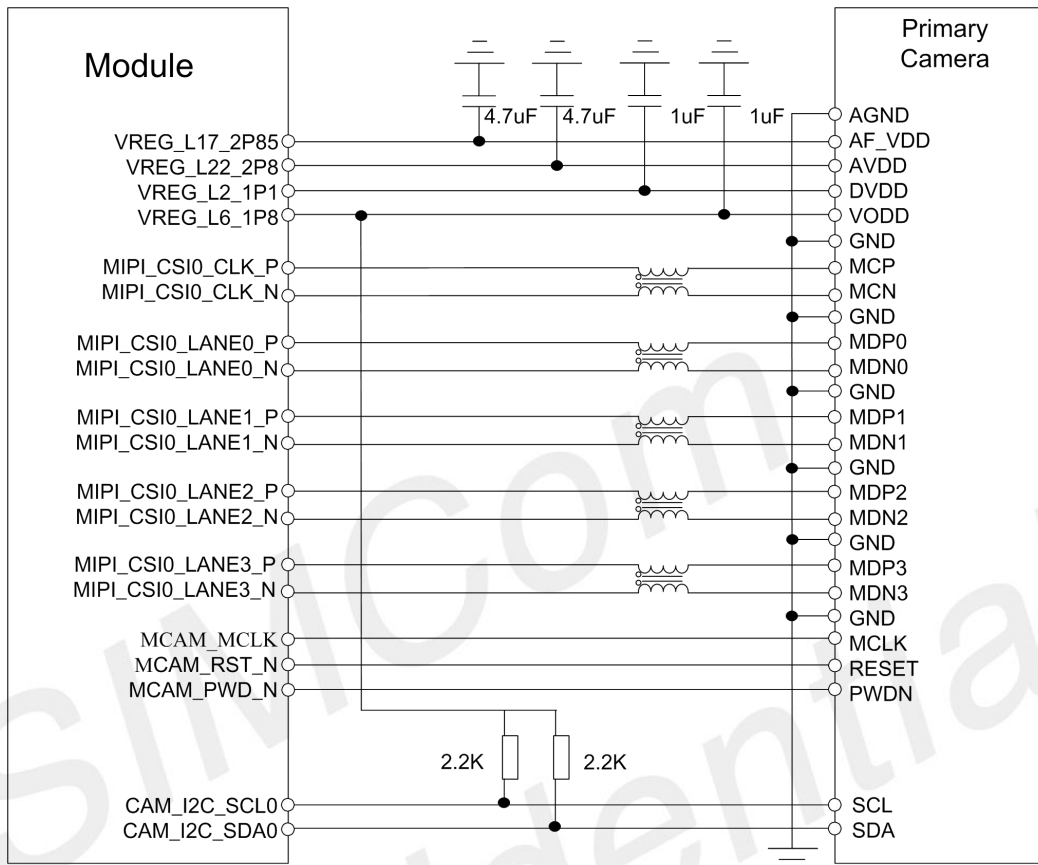 Module
Primary
Camera
4.7uF
4.7uF
1uF
1uF
VREG_L17_2P85
VREG_L22_2P8
VREG_L2_1P1
VREG_L6_1P8
MIPI_CSI0_CLK_P
MIPI_CSI0_CLK_N
MIPI_CSI0_LANE0_P
MIPI_CSI0_LANE0_N
MIPI_CSI0_LANE1_P
MIPI_CSI0_LANE1_N
MIPI_CSI0_LANE2_P
MIPI_CSI0_LANE2_N
MIPI_CSI0_LANE3_P
MIPI_CSI0_LANE3_N
MCAM_MCLK
MCAM_RST_N
MCAM_PWD_N
2.2K
2.2K
CAM_I2C_SCL0
CAM_I2C_SDA0
AGND
AF_VDD
AVDD
DVDD
VODD
GND
MCP
MCN
GND
MDP0
MDN0
GND
MDP1
MDN1
GND
MDP2
MDN2
GND
MDP3
MDN3
GND
MCLK
RESET
PWDN
SCL
SDA
SIMCom